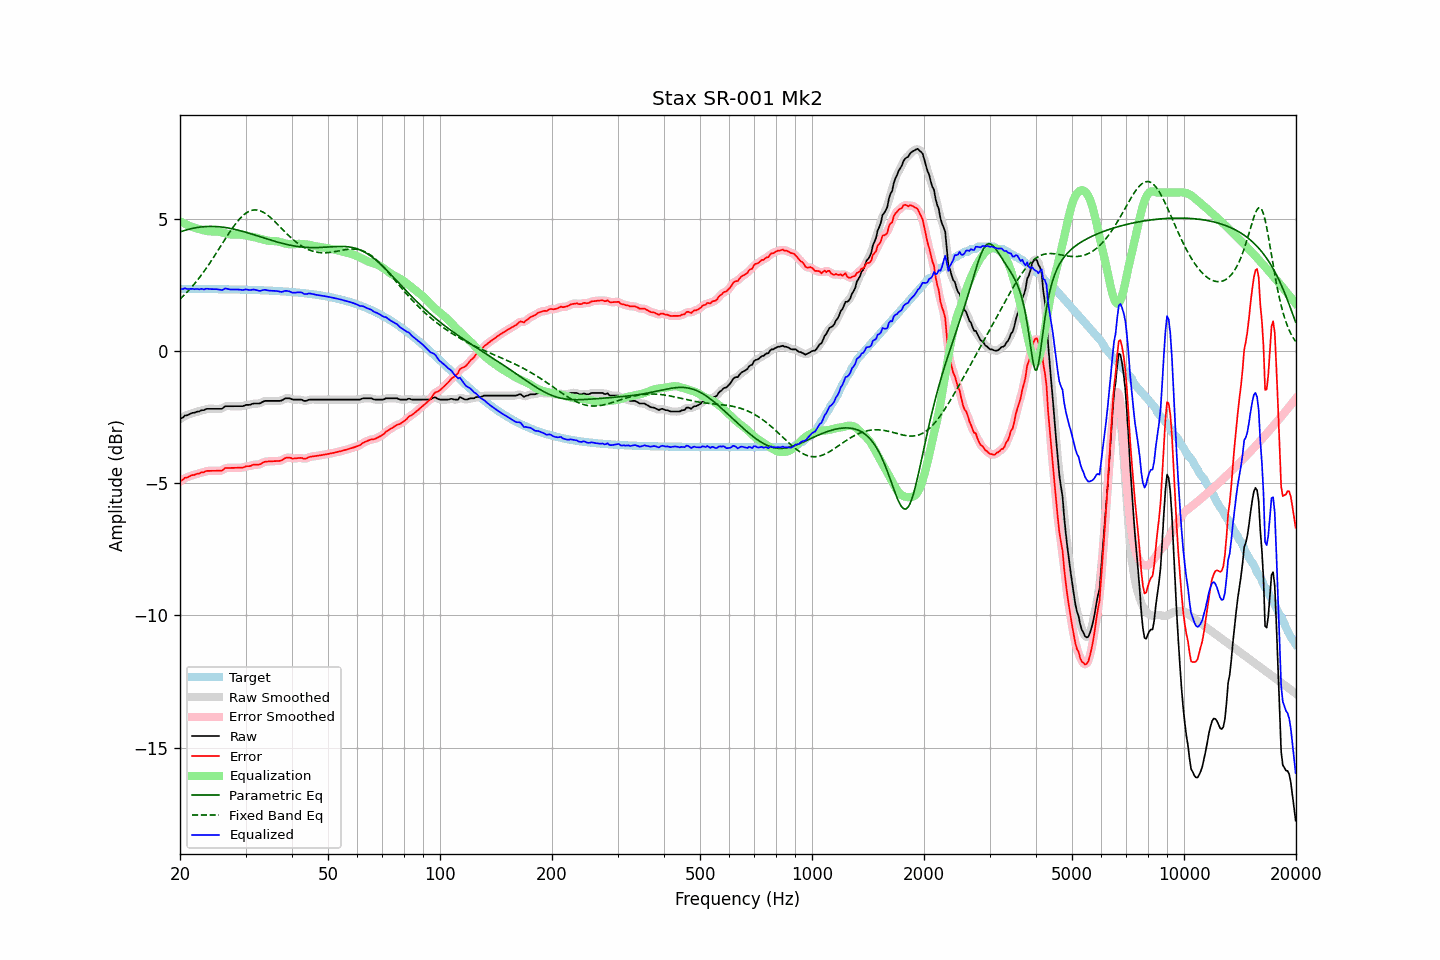 Stax SR-001 Mk2
Amplitude (dBr)
5
0
−5
−10
−15
Target
Raw Smoothed
Error Smoothed
Raw
Error
Equalization
Parametric Eq
Fixed Band Eq
Equalized
20 50 100 200 500 1000 2000 5000 10000 20000
Frequency (Hz)